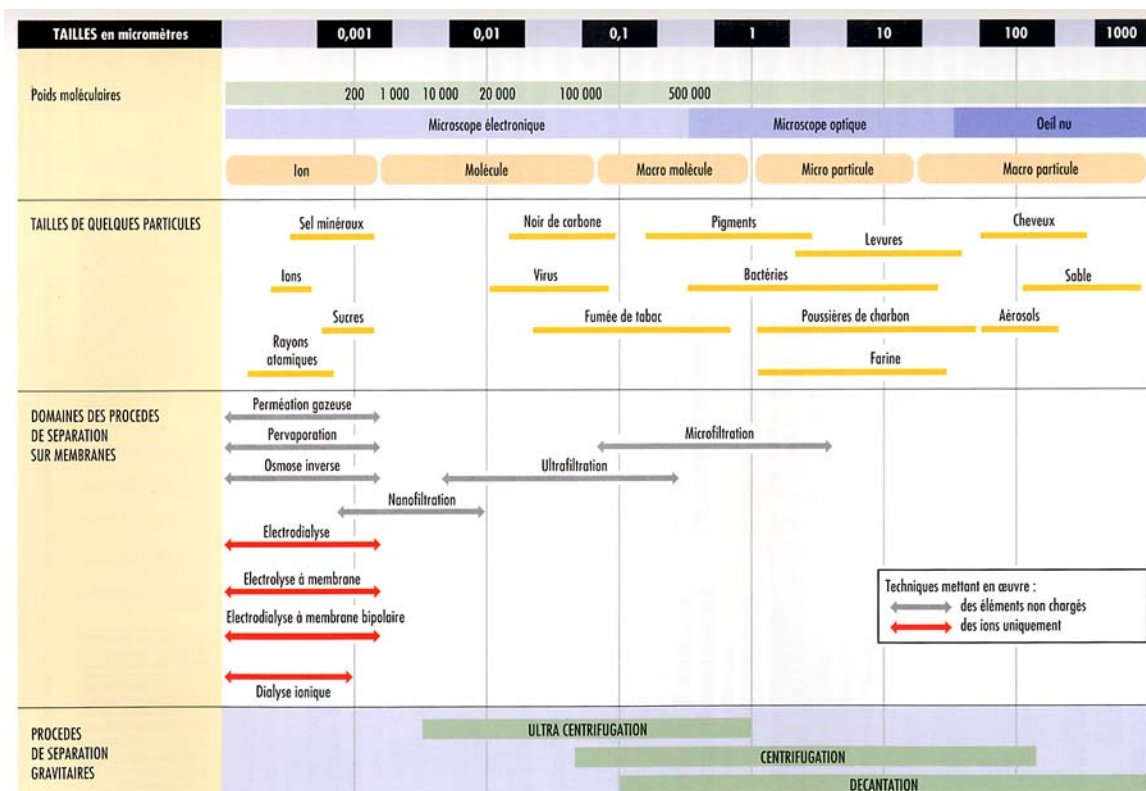 TAILLES en micromètres 0,001 0,01 0,1 1 10 100 1000
Poids moléculaires 200 1 000 10 000 20 000 100 000 500 000
Microscope électronique Microscope optique Oeil nu
Ion Molécule Macro molécule Micro particule Macro particule
TAILLES DE QUELQUES PARTICULES
Sel minéraux Noir de carbone Pigments Cheveux
Levures
Ions Virus Bactéries Sable
Sucres Fumée de tabac Poussières de charbon Aérosols
Rayons
atomiques
Farine
DOMAINES DES PROCEDES
DE SEPARATION
SUR MEMBRANES
Perméation gazeuse
Pervaporation Microfiltration
Osmose inverse Ultrafiltration
Nanofiltration
Electrodialyse
Electrolyse à membrane
Electrodialyse à membrane bipolaire
Dialyse ionique
Techniques mettant en œuvre :
des éléments non chargés
des ions uniquement
PROCEDES
DE SEPARATION
GRAVITAIRES
ULTRA CENTRIFUGATION
CENTRIFUGATION
DECANTATION